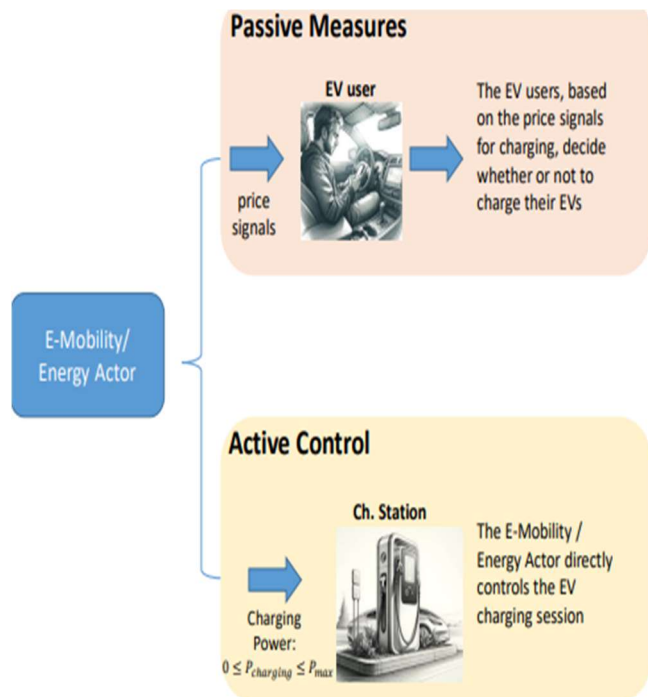 Passive Measures
EV user
price
signals
The EV users, based
on the price signals
for charging, decide
whether or not to
charge their EVs
E-Mobility/
Energy Actor
Active Control
Ch. Station
Charging
Power:
0 ≤ P_charging ≤ P_max
The E-Mobility /
Energy Actor directly
controls the EV
charging session